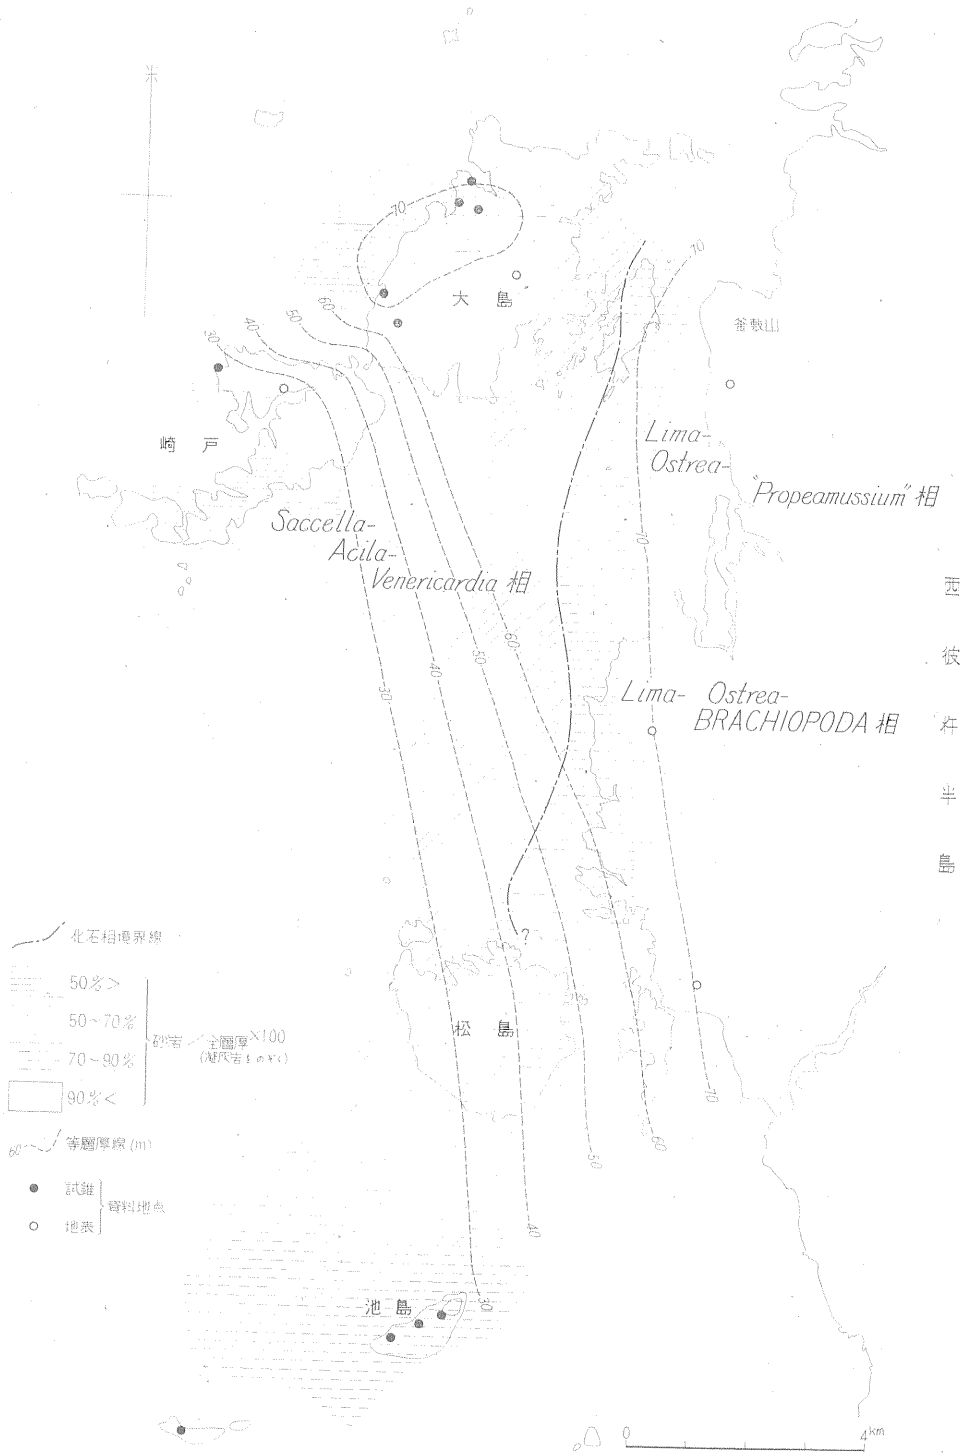 70
70
大島
60
50
40
30
釜敷山
崎戸
Lima-
Ostrea-
"Propeamussium"相
Saccella-
Acila-
Venericardia 相
西彼杵半島
70
60
50
40
30
Lima- Ostrea-
BRACHIOPODA 相
?
化石相境界線
50%>
50~70%
70~90%
90%<
砂岩/全層厚×100
(凝灰岩をのぞく)
松島
50
70
60
50
40
30
60 等層厚線(m)
試錐
地表
資料地点
池島
0 4km